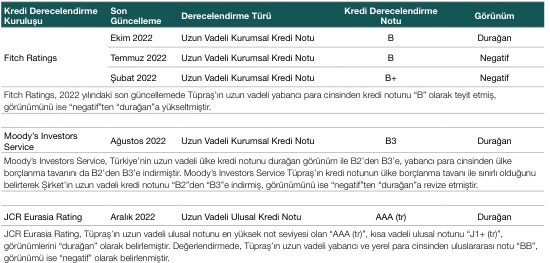 Kredi Derecelendirme Kuruluşu Son Güncelleme Derecelendirme Türü Kredi Derecelendirme Notu Görünüm
Ekim 2022 Uzun Vadeli Kurumsal Kredi Notu B Durağan
Fitch Ratings Temmuz 2022 Uzun Vadeli Kurumsal Kredi Notu B Negatif
Şubat 2022 Uzun Vadeli Kurumsal Kredi Notu B+ Negatif
Fitch Ratings, 2022 yılındaki son güncellemede Tüpraş'ın uzun vadeli yabancı para cinsinden kredi notunu "B" olarak teyit etmiş,
görünümünü ise "negatif"ten "durağan"a yükseltmiştir.
Moody's Investors Service Ağustos 2022 Uzun Vadeli Kurumsal Kredi Notu B3 Durağan
Moody's Investors Service, Türkiye'nin uzun vadeli ülke kredi notunu durağan görünüm ile B2'den B3'e, yabancı para cinsinden ülke
borçlanma tavanını da B2'den B3'e indirmiştir. Moody's Investors Service Tüpraş'ın kredi notunun ülke borçlanma tavanı ile sınırlı olduğunu
belirterek Şirket'in uzun vadeli kredi notunu "B2"den "B3"e indirmiş, görünümünü ise "negatif"ten "durağan"a revize etmiştir.
JCR Eurasia Rating Aralık 2022 Uzun Vadeli Ulusal Kredi Notu AAA (tr) Durağan
JCR Eurasia Rating, Tüpraş'ın uzun vadeli ulusal notunu en yüksek not seviyesi olan "AAA (tr)", kısa vadeli ulusal notunu "J1+ (tr)",
görünümlerini "durağan" olarak belirlemiştir. Değerlendirmede, Tüpraş'ın uzun vadeli yabancı ve yerel para cinsinden uluslararası notu "BB",
görünümü ise "negatif" olarak belirlenmiştir.